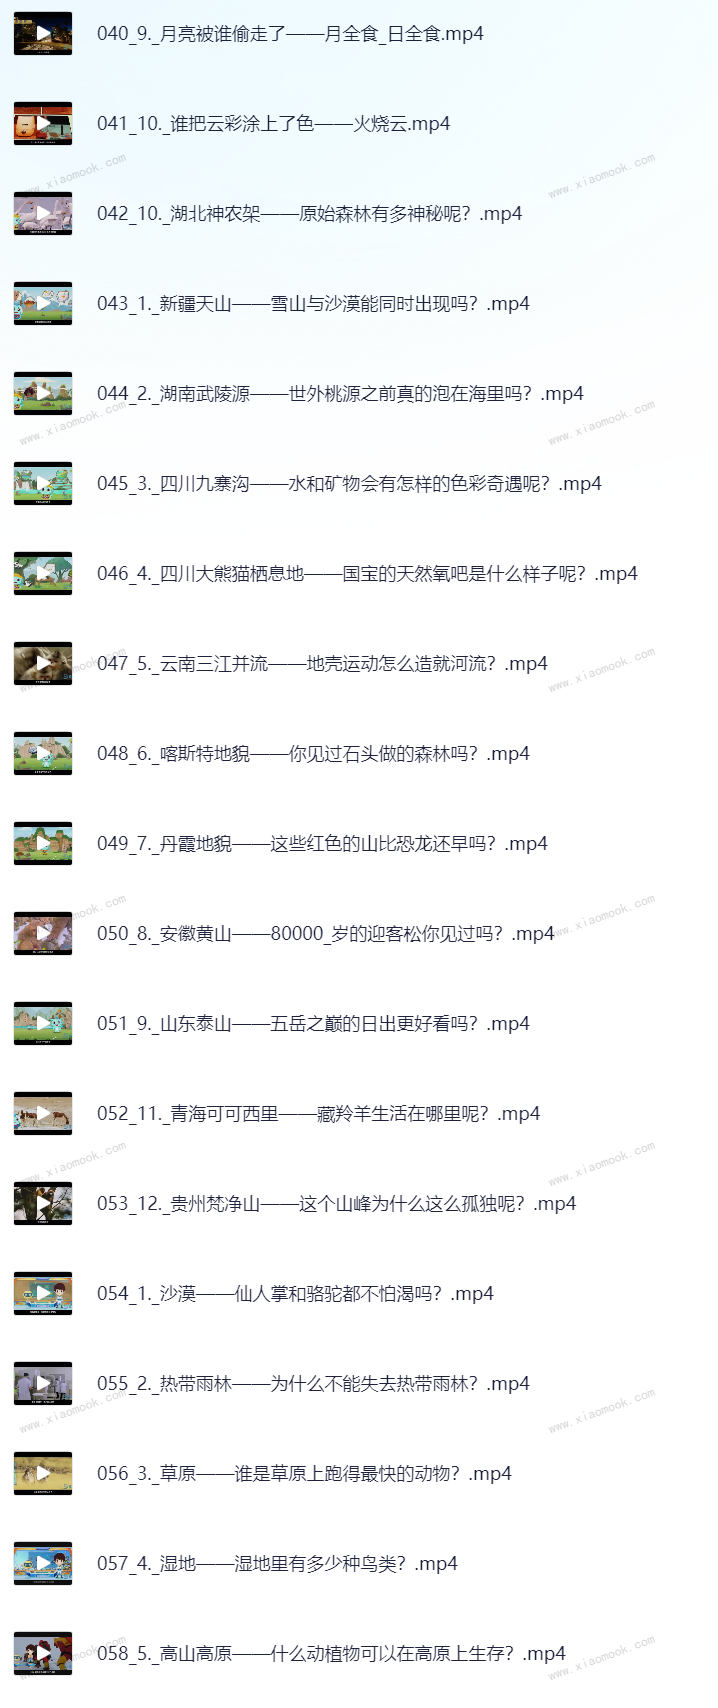 040_9._月亮被谁偷走了——月全食_日全食.mp4
041_10._谁把云彩涂上了色——火烧云.mp4
www.xiaomook.com
www.xiaomook.com
042_10._湖北神农架——原始森林有多神秘呢？.mp4
043_1._新疆天山——雪山与沙漠能同时出现吗？.mp4
044_2._湖南武陵源——世外桃源之前真的泡在海里吗？.mp4
www.xiaomook.com
www.xiaomook.com
045_3._四川九寨沟——水和矿物会有怎样的色彩奇遇呢？.mp4
046_4._四川大熊猫栖息地——国宝的天然氧吧是什么样子呢？.mp4
047_5._云南三江并流——地壳运动怎么造就河流？.mp4
www.xiaomook.com
048_6._喀斯特地貌——你见过石头做的森林吗？.mp4
049_7._丹霞地貌——这些红色的山比恐龙还早吗？.mp4
050_8._安徽黄山——80000_岁的迎客松你见过吗？.mp4
www.xiaomook.com
051_9._山东泰山——五岳之巅的日出更好看吗？.mp4
052_11._青海可可西里——藏羚羊生活在哪里呢？.mp4
www.xiaomook.com
www.xiaomook.com
053_12._贵州梵净山——这个山峰为什么这么孤独呢？.mp4
054_1._沙漠——仙人掌和骆驼都不怕渴吗？.mp4
055_2._热带雨林——为什么不能失去热带雨林？.mp4
www.xiaomook.com
www.xiaomook.com
056_3._草原——谁是草原上跑得最快的动物？.mp4
057_4._湿地——湿地里有多少种鸟类？.mp4
058_5._高山高原——什么动植物可以在高原上生存？.mp4
www.xiaomook.com